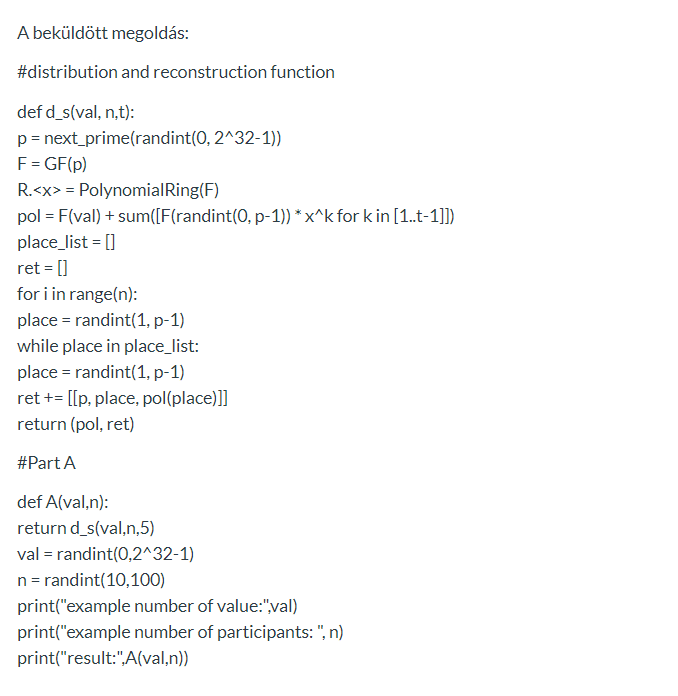 A beküldött megoldás:
#distribution and reconstruction function
def d_s(val, n,t):
p = next_prime(randint(0, 2^32-1))
F = GF(p)
R.<x> = PolynomialRing(F)
pol = F(val) + sum([F(randint(0, p-1)) * x^k for k in [1..t-1]])
place_list = []
ret = []
for i in range(n):
place = randint(1, p-1)
while place in place_list:
place = randint(1, p-1)
ret += [[p, place, pol(place)]]
return (pol, ret)
#Part A
def A(val,n):
return d_s(val,n,5)
val = randint(0,2^32-1)
n = randint(10,100)
print("example number of value:",val)
print("example number of participants: ", n)
print("result:",A(val,n))